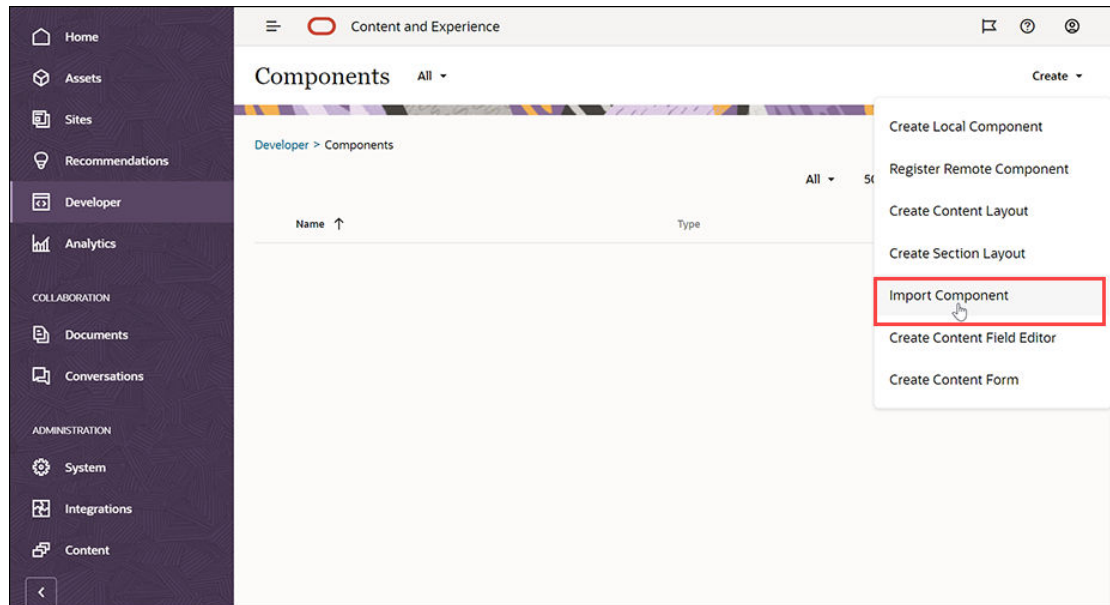 Home
Assets
Sites
Recommendations
Developer
Analytics
COLLABORATION
Documents
Conversations
ADMINISTRATION
System
Integrations
Content
Content and Experience
Components All
Create
Developer > Components
All
Name
Type
Create Local Component
Register Remote Component
Create Content Layout
Create Section Layout
Import Component
Create Content Field Editor
Create Content Form